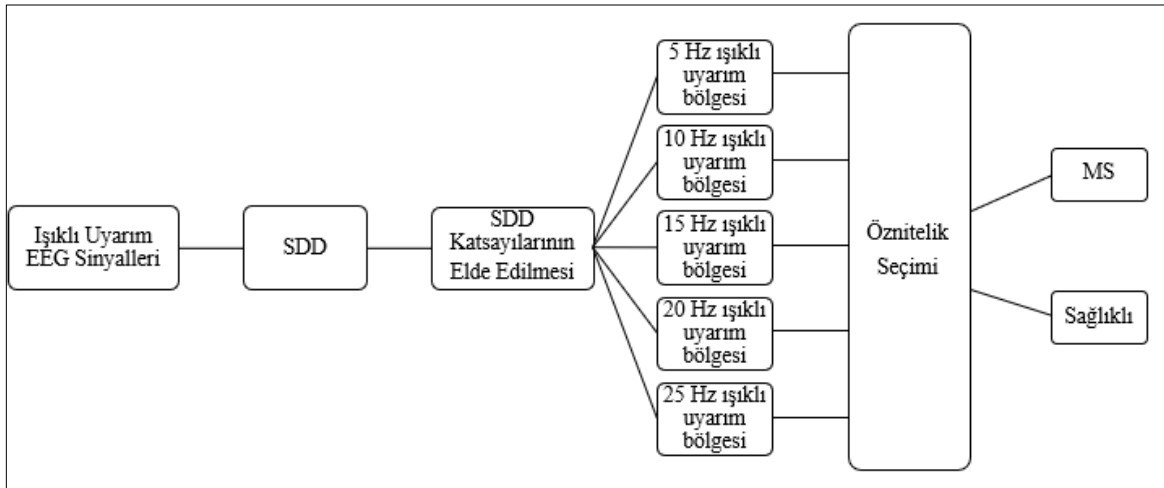 Işıklı Uyarım
EEG Sinyalleri
SDD
SDD
Katsayılarının
Elde Edilmesi
5 Hz ışıklı
uyarım
bölgesi
10 Hz ışıklı
uyarım
bölgesi
15 Hz ışıklı
uyarım
bölgesi
20 Hz ışıklı
uyarım
bölgesi
25 Hz ışıklı
uyarım
bölgesi
Öznitelik
Seçimi
MS
Sağlıklı